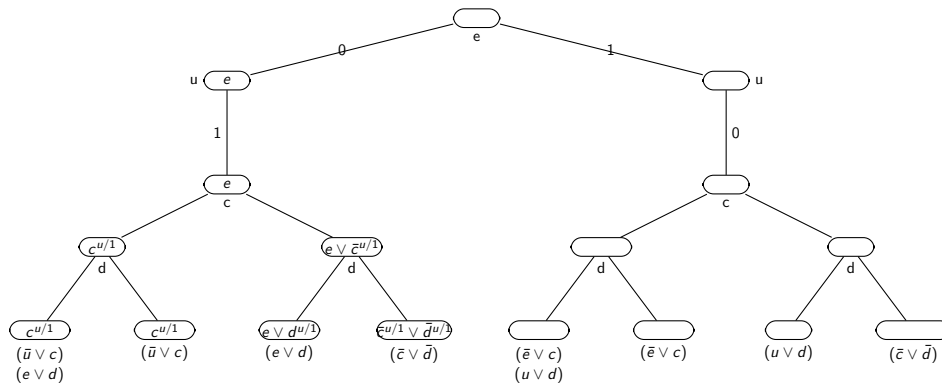 e
0
1
u
e
u
1
0
e
c
c
c^{u/1}
e ∨ c̄^{u/1}
d
d
d
d
c^{u/1}
c^{u/1}
e ∨ d^{u/1}
c̄^{u/1} ∨ d̄^{u/1}
(ū ∨ c)
(ū ∨ c)
(e ∨ d)
(c̄ ∨ d̄)
(ē ∨ c)
(ē ∨ c)
(u ∨ d)
(c̄ ∨ d̄)
(e ∨ d)
(u ∨ d)